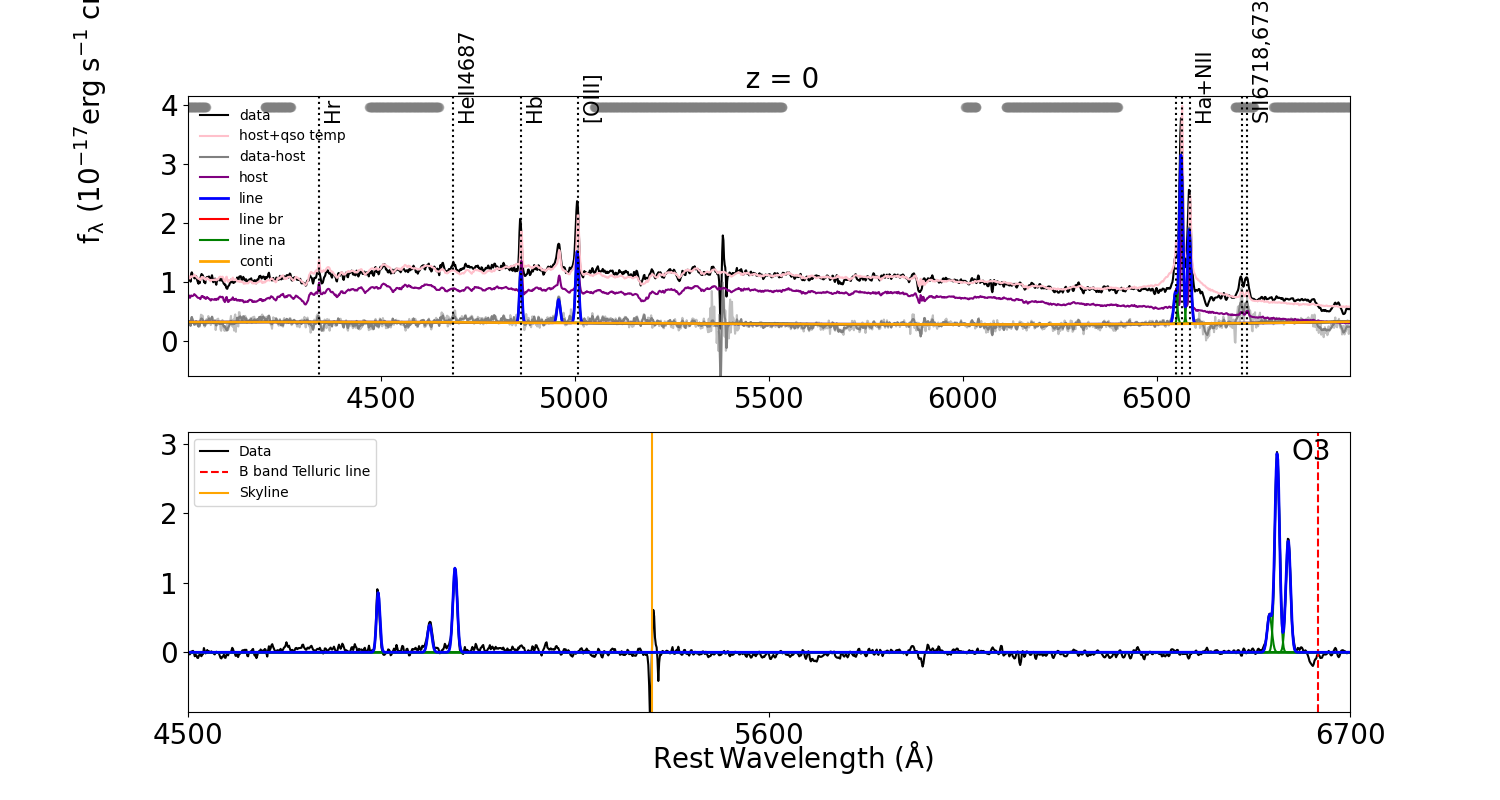 z = 0
f_λ (10^−17 erg s^−1 c
4
3
2
1
0
Hr
HeII4687
Hb
[OIII]
Ha+NII
SII6718,673
data
host+qso temp
data-host
host
line
line br
line na
conti
4500
5000
5500
6000
6500
3
2
1
0
Data
B band Telluric line
Skyline
O3
4500
5600
6700
Rest Wavelength (Å)